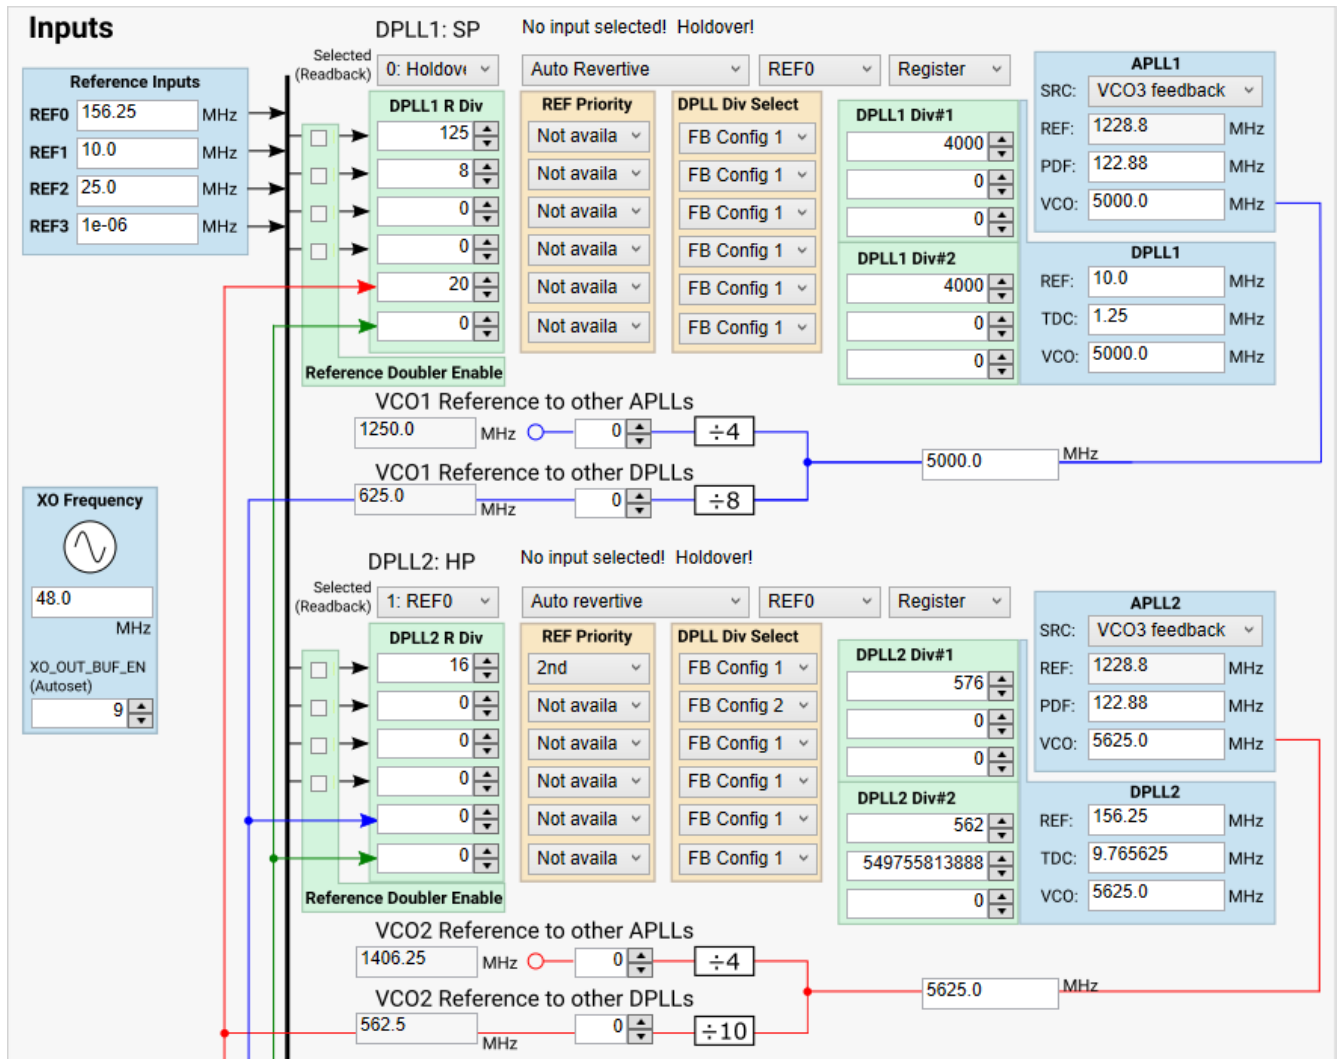 Inputs
DPLL1: SP No input selected! Holdover!
Selected (Readback) 0: Holdov Auto Revertive REF0 Register
Reference Inputs
REF0 156.25 MHz
REF1 10.0 MHz
REF2 25.0 MHz
REF3 1e-06 MHz
DPLL1 R Div
125
8
0
0
20
0
Reference Doubler Enable
REF Priority
Not availa
Not availa
Not availa
Not availa
Not availa
Not availa
DPLL Div Select
FB Config 1
FB Config 1
FB Config 1
FB Config 1
FB Config 1
FB Config 1
DPLL1 Div#1
4000
0
0
DPLL1 Div#2
4000
0
0
APLL1
SRC: VCO3 feedback
REF: 1228.8 MHz
PDF: 122.88 MHz
VCO: 5000.0 MHz
DPLL1
REF: 10.0 MHz
TDC: 1.25 MHz
VCO: 5000.0 MHz
VCO1 Reference to other APLLs
1250.0 MHz 0 ÷4
5000.0 MHz
VCO1 Reference to other DPLLs
625.0 MHz 0 ÷8
XO Frequency
48.0
MHz
XO_OUT_BUF_EN
(Autoset)
9
DPLL2: HP No input selected! Holdover!
Selected (Readback) 1: REF0 Auto revertive REF0 Register
DPLL2 R Div
16
0
0
0
0
0
Reference Doubler Enable
REF Priority
2nd
Not availa
Not availa
Not availa
Not availa
Not availa
DPLL Div Select
FB Config 1
FB Config 2
FB Config 1
FB Config 1
FB Config 1
FB Config 1
DPLL2 Div#1
576
0
0
DPLL2 Div#2
562
549755813888
0
APLL2
SRC: VCO3 feedback
REF: 1228.8 MHz
PDF: 122.88 MHz
VCO: 5625.0 MHz
DPLL2
REF: 156.25 MHz
TDC: 9.765625 MHz
VCO: 5625.0 MHz
VCO2 Reference to other APLLs
1406.25 MHz 0 ÷4
5625.0 MHz
VCO2 Reference to other DPLLs
562.5 MHz 0 ÷10